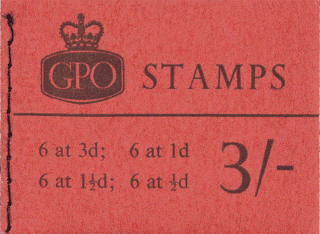 GPO STAMPS
6 at 3d; 6 at 1d
6 at 1½d; 6 at ½d
3/-